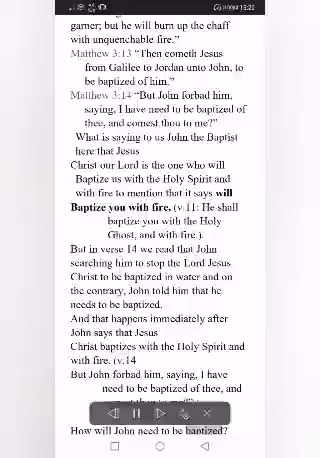 15:20
garner; but he will burn up the chaff
with unquenchable fire.”
Matthew 3:13 “Then cometh Jesus
from Galilee to Jordan unto John, to
be baptized of him.”
Matthew 3:14 “But John forbad him,
saying, I have need to be baptized of
thee, and comest thou to me?”
What is saying to us John the Baptist
here that Jesus
Christ our Lord is the one who will
Baptize us with the Holy Spirit and
with fire to mention that it says will
Baptize you with fire. (v.11: He shall
baptize you with the Holy
Ghost, and with fire ).
But in verse 14 we read that John
searching him to stop the Lord Jesus
Christ to be baptized in water and on
the contrary, John told him that he
needs to be baptized.
And that happens immediately after
John says that Jesus
Christ baptizes with the Holy Spirit and
with fire. (v.14
But John forbad him, saying, I have
need to be baptized of thee, and
How will John need to be baptized?